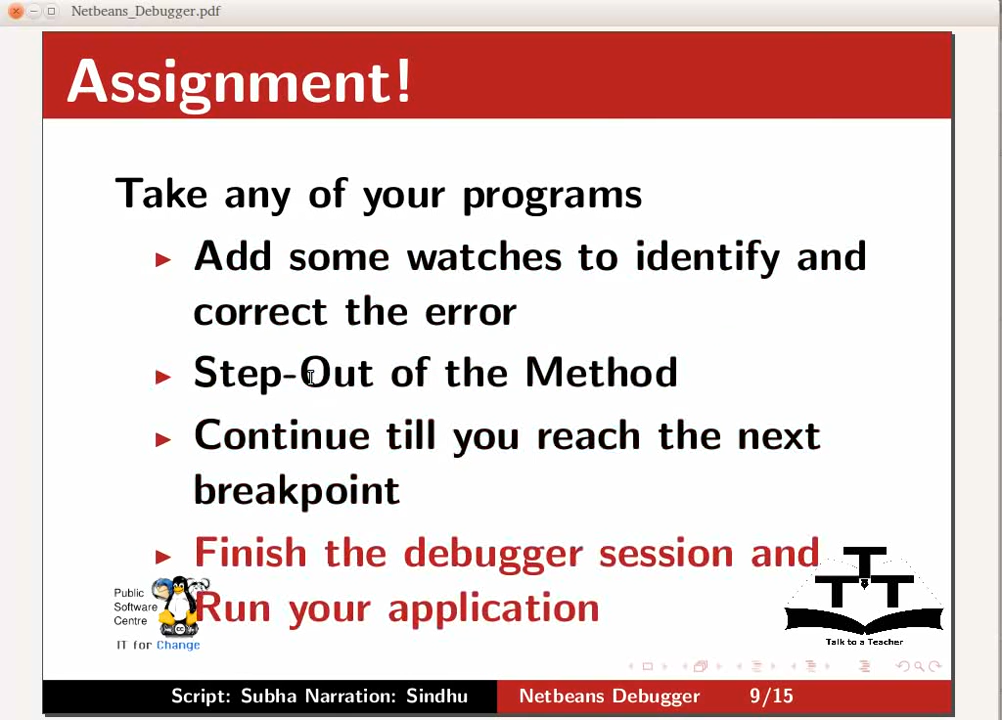 Netbeans_Debugger.pdf
Assignment!
Take any of your programs
Add some watches to identify and
correct the error
Step-Out of the Method
Continue till you reach the next
breakpoint
Finish the debugger session and
Run your application
Public
Software
Centre
IT for Change
T T T
Talk to a Teacher
Script: Subha Narration: Sindhu
Netbeans Debugger
9/15